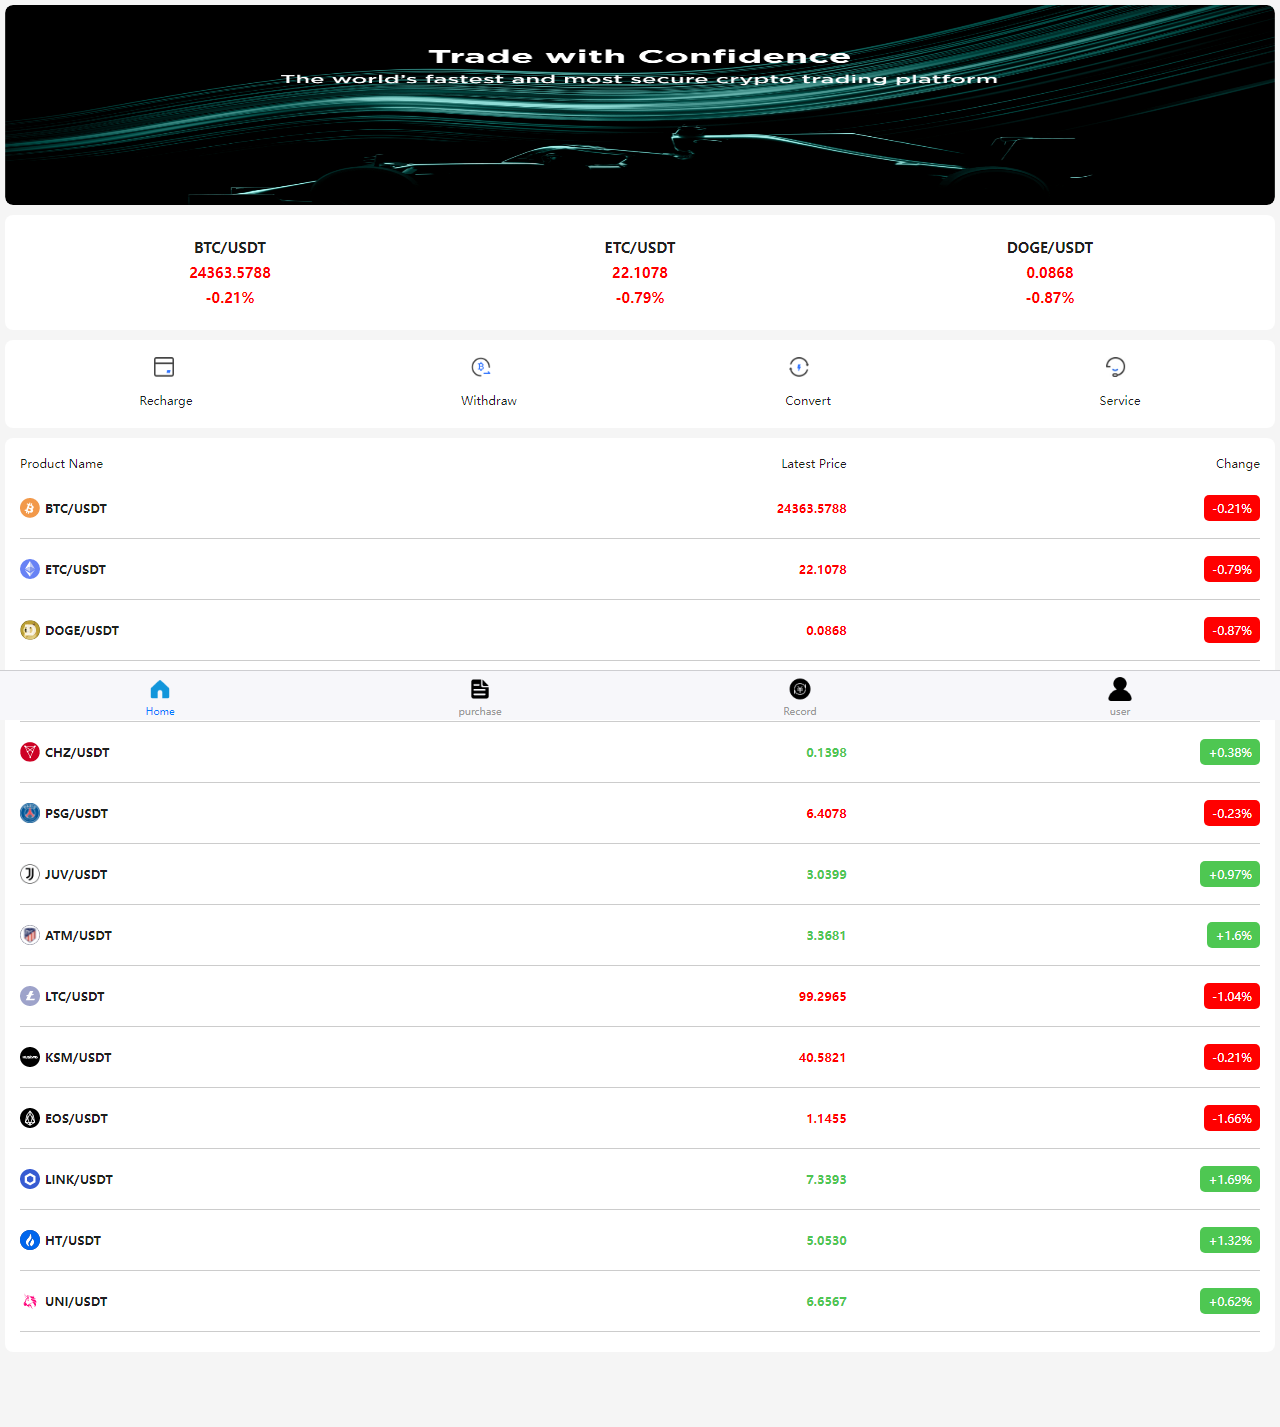 Trade with Confidence
The world's fastest and most secure crypto trading platform
BTC/USDT ETC/USDT DOGE/USDT
24363.5788 22.1078 0.0868
-0.21% -0.79% -0.87%
Recharge Withdraw Convert Service
Product Name Latest Price Change
BTC/USDT 24363.5788 -0.21%
ETC/USDT 22.1078 -0.79%
DOGE/USDT 0.0868 -0.87%
Home purchase Record user
CHZ/USDT 0.1398 +0.38%
PSG/USDT 6.4078 -0.23%
JUV/USDT 3.0399 +0.97%
ATM/USDT 3.3681 +1.6%
LTC/USDT 99.2965 -1.04%
KSM/USDT 40.5821 -0.21%
EOS/USDT 1.1455 -1.66%
LINK/USDT 7.3393 +1.69%
HT/USDT 5.0530 +1.32%
UNI/USDT 6.6567 +0.62%